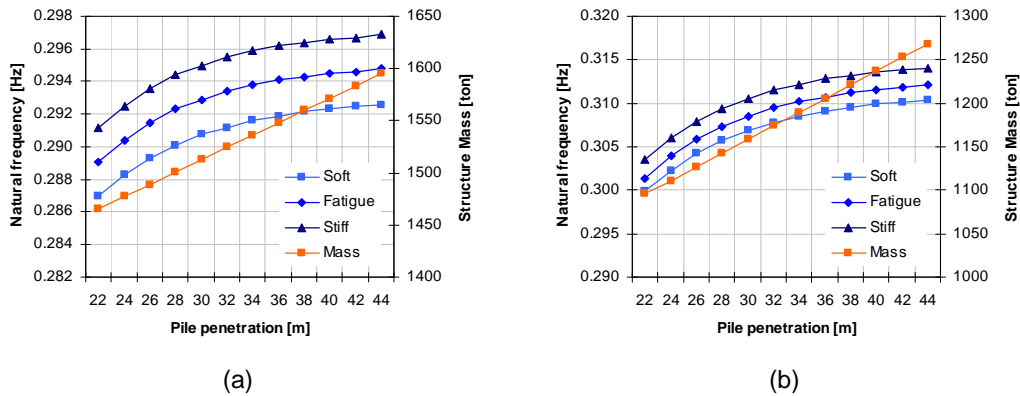 0.298
0.296
0.294
0.292
0.290
0.288
0.286
0.284
0.282
Natural frequency [Hz]
1650
1600
1550
1500
1450
1400
Structure Mass [ton]
Soft
Fatigue
Stiff
Mass
22 24 26 28 30 32 34 36 38 40 42 44
Pile penetration [m]
(a)
0.320
0.315
0.310
0.305
0.300
0.295
0.290
Natural frequency [Hz]
1300
1250
1200
1150
1100
1050
1000
Structure Mass [ton]
Soft
Fatigue
Stiff
Mass
22 24 26 28 30 32 34 36 38 40 42 44
Pile penetration [m]
(b)